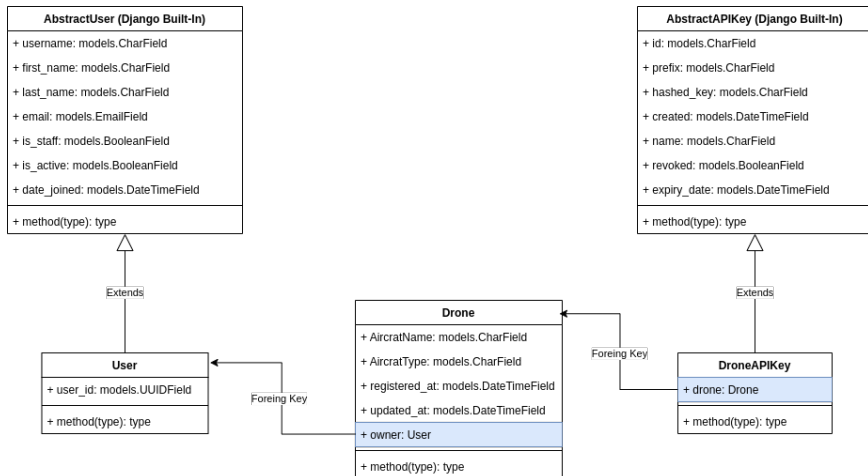 AbstractUser (Django Built-In)
+ username: models.CharField
+ first_name: models.CharField
+ last_name: models.CharField
+ email: models.EmailField
+ is_staff: models.BooleanField
+ is_active: models.BooleanField
+ date_joined: models.DateTimeField
+ method(type): type
AbstractAPIKey (Django Built-In)
+ id: models.CharField
+ prefix: models.CharField
+ hashed_key: models.CharField
+ created: models.DateTimeField
+ name: models.CharField
+ revoked: models.BooleanField
+ expiry_date: models.DateTimeField
+ method(type): type
Extends
Extends
User
+ user_id: models.UUIDField
+ method(type): type
Foreing Key
Drone
+ AircratName: models.CharField
+ AircratType: models.CharField
+ registered_at: models.DateTimeField
+ updated_at: models.DateTimeField
+ owner: User
+ method(type): type
Foreing Key
DroneAPIKey
+ drone: Drone
+ method(type): type